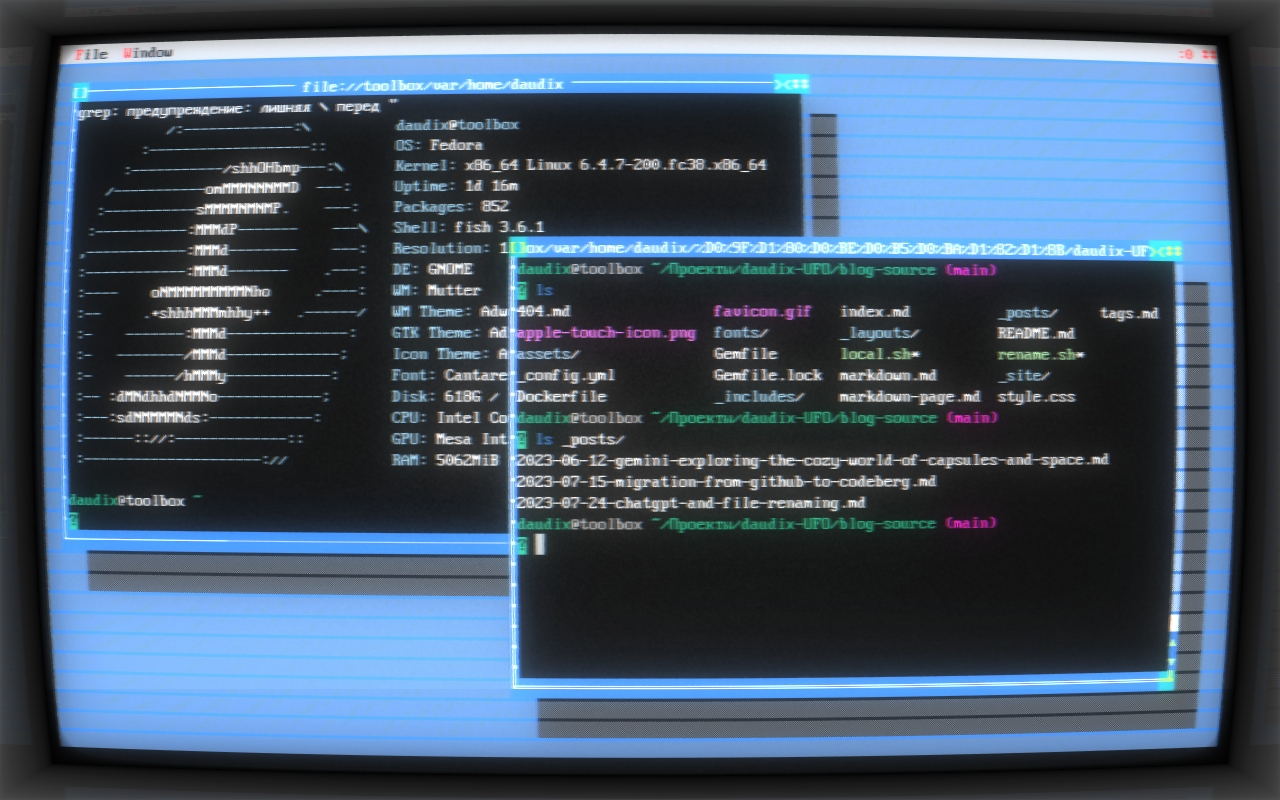 File Window
file://toolbox/var/home/daudix
grep: предупреждение: лишняя \ перед "
/:-------------:\ daudix@toolbox
:-------------------:: OS: Fedora
:-----------/shhOHbmp---:\ Kernel: x86_64 Linux 6.4.7-200.fc38.x86_64
/-----------omMMMNNNMMD ---: Uptime: 1d 16m
:-----------sMMMMNMNMP. ---: Packages: 852
:-----------:MMMdP------- ---\ Shell: fish 3.6.1
,------------:MMMd-------- ---: Resolution: 1
:------------:MMMd------- .---: DE: GNOME
:---- oNMMMMMMMMMNho .----: WM: Mutter
:-- .+shhhMMMmhhy++ .------/ WM Theme: Adw
:- -------:MMMd--------------: GTK Theme: Ad
:- --------/MMMd-------------; Icon Theme: A
:- ------/hMMMy------------: Font: Cantare
:-- :dMNdhhdNMMNo------------; Disk: 618G /
:---:sdNMMMMNds:------------: CPU: Intel Co
:------:://:-------------:: GPU: Mesa Int
:---------------------:// RAM: 5062MiB
daudix@toolbox ~
ox/var/home/daudix/%D0%9F%D1%80%D0%BE%D0%B5%D0%BA%D1%82%D1%8B/daudix-UF
daudix@toolbox ~/Проекты/daudix-UFO/blog-source (main)
ls
404.md favicon.gif index.md _posts/ tags.md
apple-touch-icon.png fonts/ _layouts/ README.md
assets/ Gemfile local.sh* rename.sh*
_config.yml Gemfile.lock markdown.md _site/
Dockerfile _includes/ markdown-page.md style.css
daudix@toolbox ~/Проекты/daudix-UFO/blog-source (main)
ls _posts/
2023-06-12-gemini-exploring-the-cozy-world-of-capsules-and-space.md
2023-07-15-migration-from-github-to-codeberg.md
2023-07-24-chatgpt-and-file-renaming.md
daudix@toolbox ~/Проекты/daudix-UFO/blog-source (main)